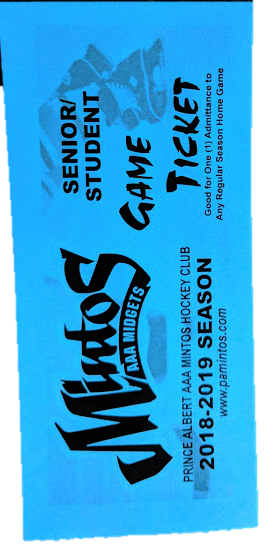 Mintos
AAA MIDGETS
PRINCE ALBERT AAA MINTOS HOCKEY CLUB
2018-2019 SEASON
www.pamintos.com
SENIOR/
STUDENT
GAME
TICKET
Good for One (1) Admittance to
Any Regular Season Home Game